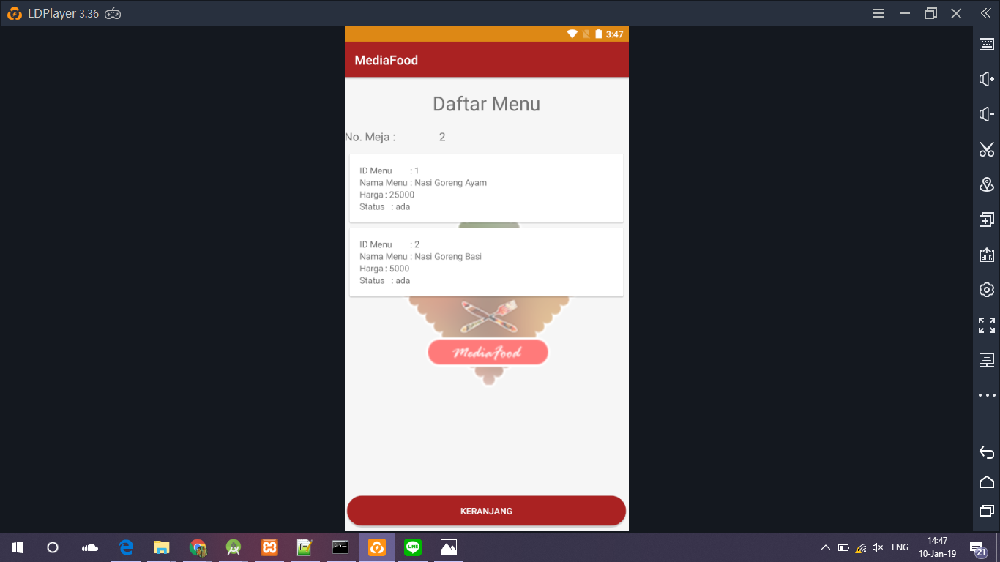 LDPlayer 3.36
3:47
MediaFood
Daftar Menu
No. Meja : 2
ID Menu : 1
Nama Menu : Nasi Goreng Ayam
Harga : 25000
Status : ada
ID Menu : 2
Nama Menu : Nasi Goreng Basi
Harga : 5000
Status : ada
MediaFood
KERANJANG
APK
LINE
ENG
14:47
10-Jan-19
21